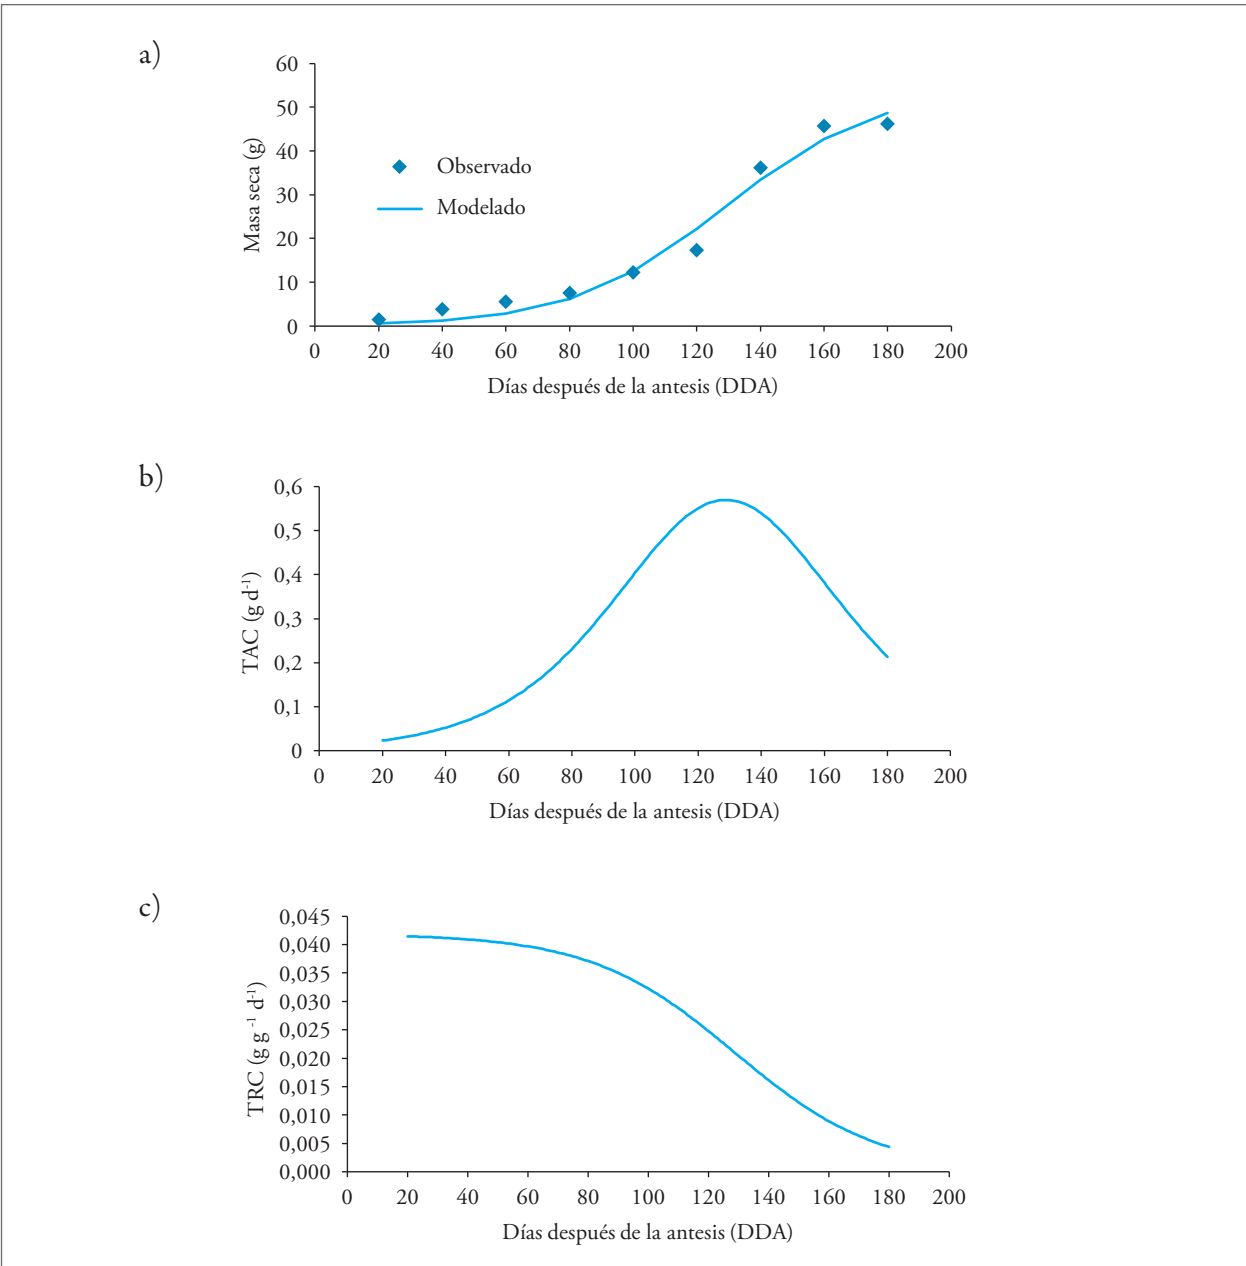 a)
60
50
40
30
20
10
0
Masa seca (g)
Observado
Modelado
0 20 40 60 80 100 120 140 160 180 200
Días después de la antesis (DDA)
b)
0,6
0,5
0,4
0,3
0,2
0,1
0
TAC (g d-1)
0 20 40 60 80 100 120 140 160 180 200
Días después de la antesis (DDA)
c)
0,045
0,040
0,035
0,030
0,025
0,020
0,015
0,010
0,005
0,000
TRC (g g -1 d-1)
0 20 40 60 80 100 120 140 160 180 200
Días después de la antesis (DDA)